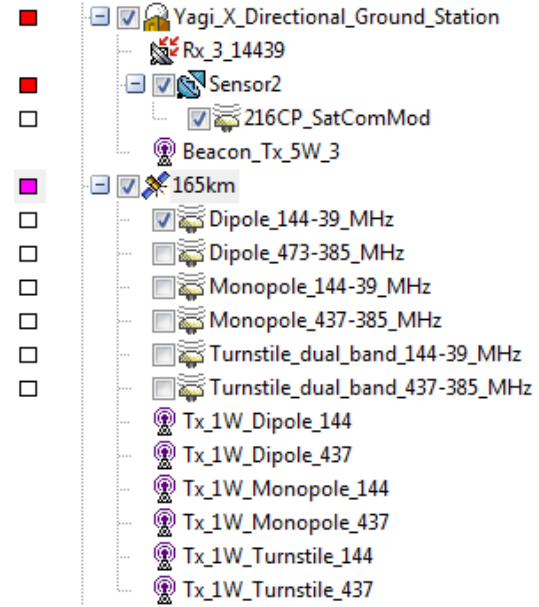 Yagi_X_Directional_Ground_Station
Rx_3_14439
Sensor2
216CP_SatComMod
Beacon_Tx_5W_3
165km
Dipole_144-39_MHz
Dipole_473-385_MHz
Monopole_144-39_MHz
Monopole_437-385_MHz
Turnstile_dual_band_144-39_MHz
Turnstile_dual_band_437-385_MHz
Tx_1W_Dipole_144
Tx_1W_Dipole_437
Tx_1W_Monopole_144
Tx_1W_Monopole_437
Tx_1W_Turnstile_144
Tx_1W_Turnstile_437